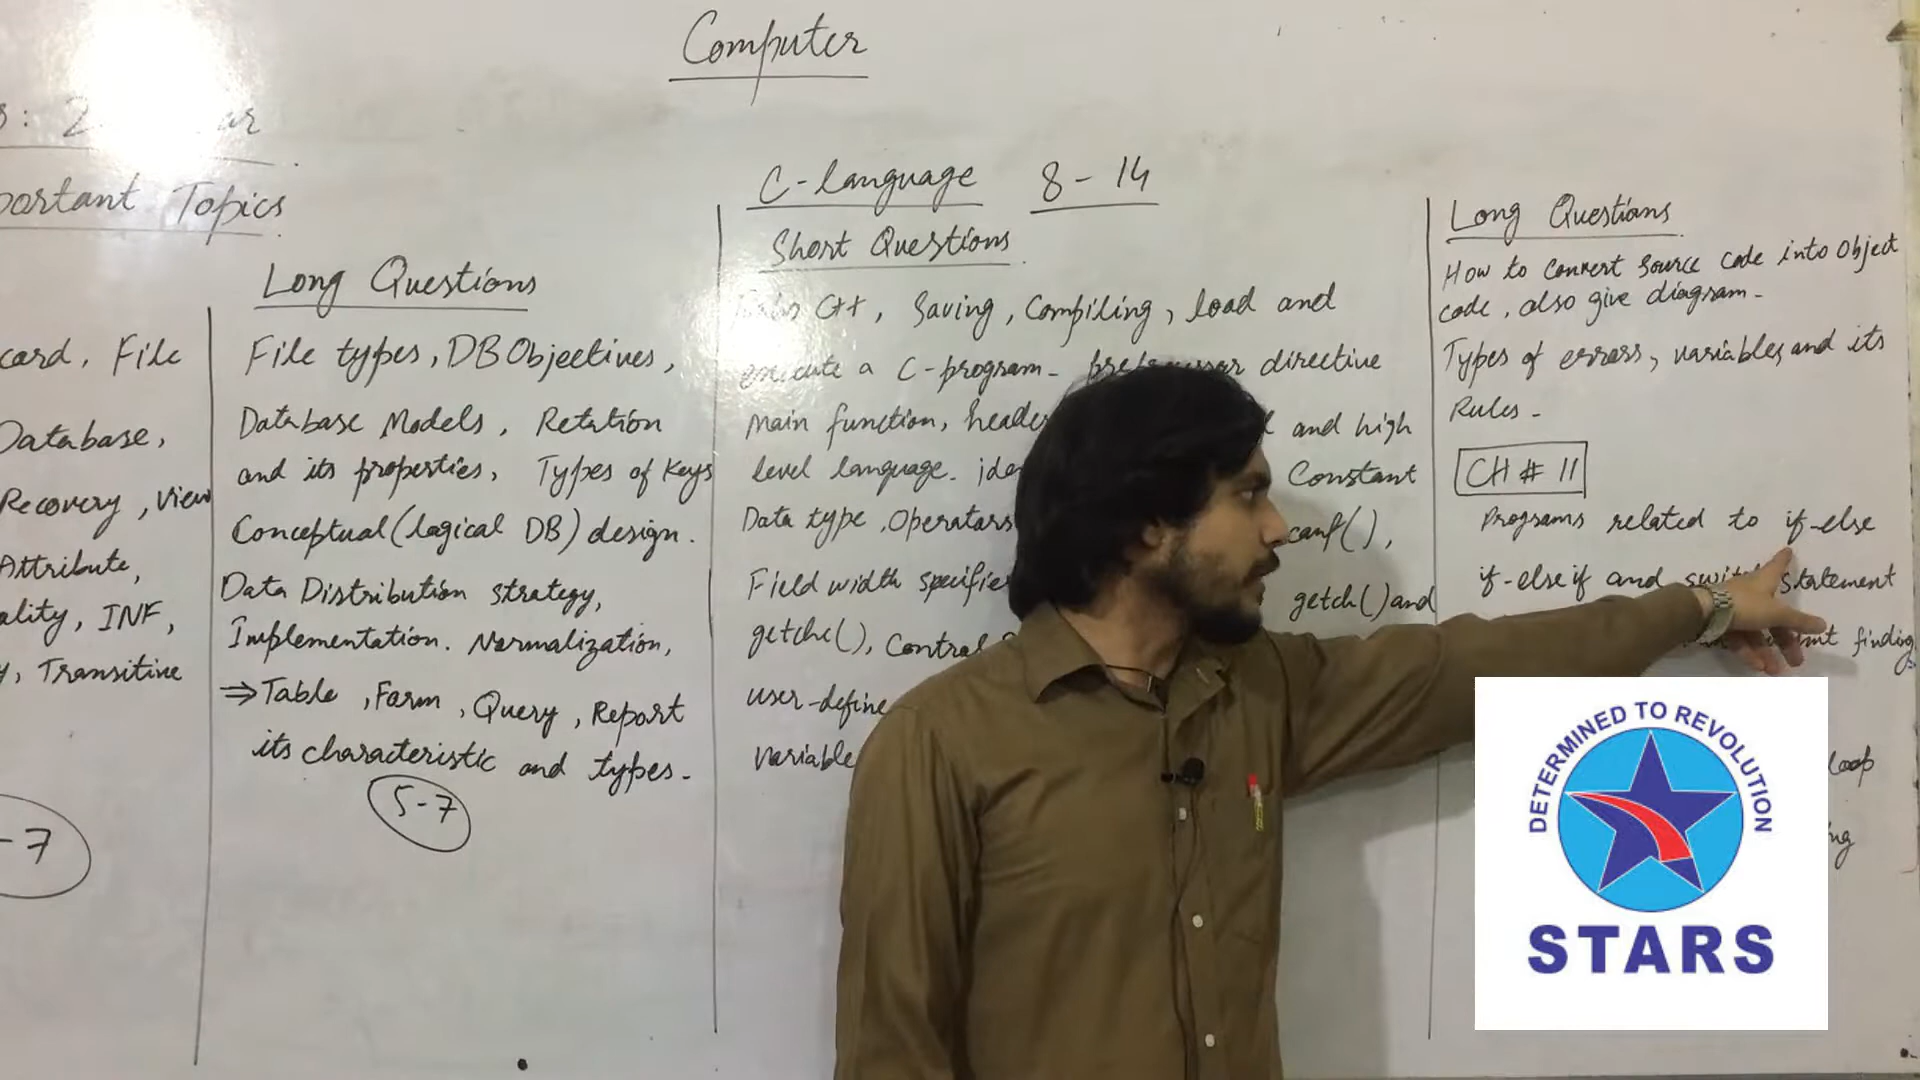 Computer
ar
portant Topics
card, File
Database,
Recovery, view
Attribute,
ality, INF,
Transitive
-7
Long Questions
File types, DB Objectives,
Database Models, Retation
and its properties, Types of Keys
Conceptual (logical DB) design.
Data Distribution strategy,
Implementation. Normalization,
⇒ Table, Form, Query, Report
its characteristic and types-
5-7
C-language 8-14
Short Questions
C++, Saving, Compiling, load and
execute a C-program- preprocessor directive
main function, header and high
level language. Constant
Data type, Operators canf(),
Field width specifie getch() and
getche(), Control
user-define
variable
Long Questions
How to convert source code into Object
code, also give diagram-
Types of errors, variables and its
Rules-
CH # 11
Programs related to if-else
if-else if and switch statement
finding
loop
ng
DETERMINED TO REVOLUTION
STARS